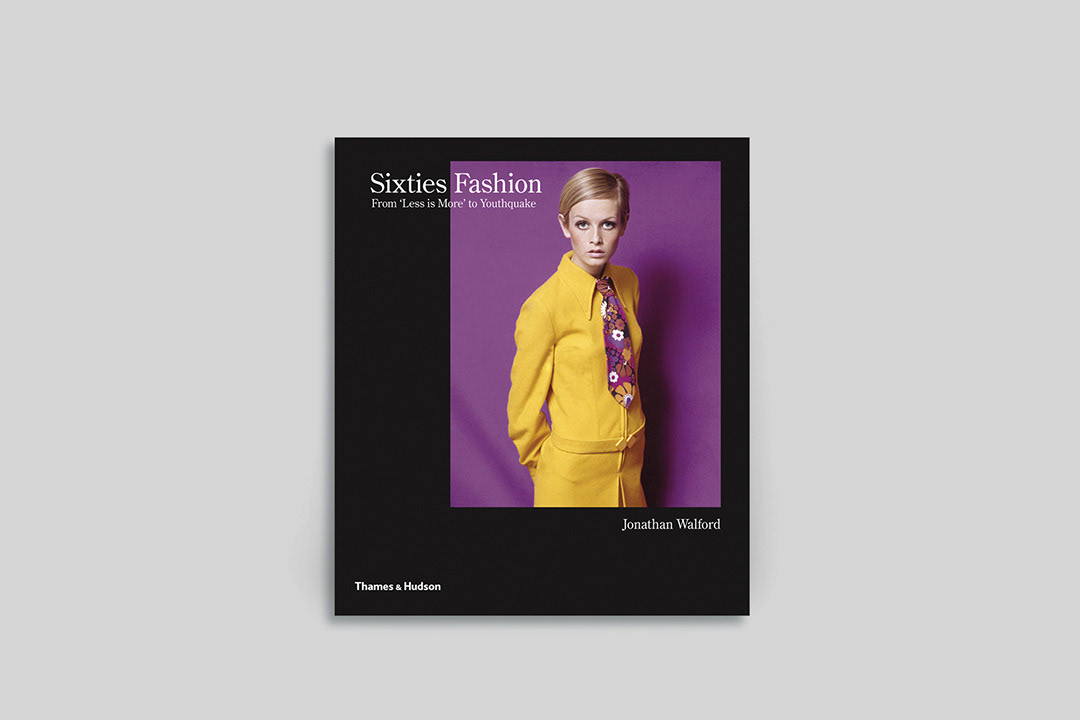 Sixties Fashion
From ‘Less is More’ to Youthquake
Jonathan Walford
Thames & Hudson